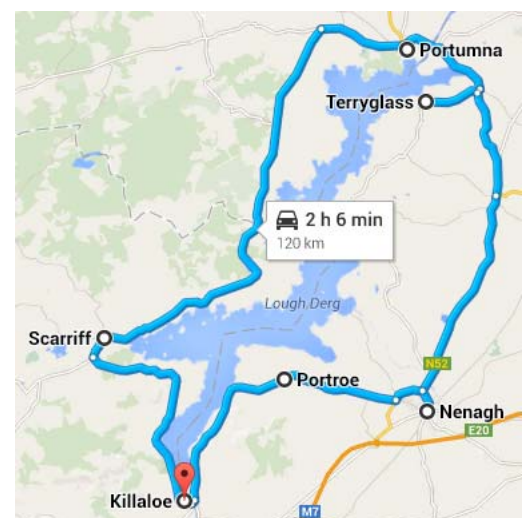 Portumna
Terryglass
2 h 6 min
120 km
Lough Derg
Scarriff
Portroe
N52
Nenagh
E20
Killaloe
M7